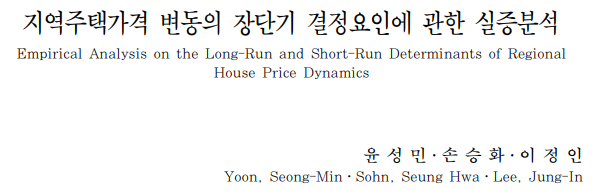 지역주택가격 변동의 장단기 결정요인에 관한 실증분석
Empirical Analysis on the Long-Run and Short-Run Determinants of Regional
House Price Dynamics
윤 성 민·손 승 화·이 정 인
Yoon, Seong-Min·Sohn, Seung Hwa·Lee, Jung-In